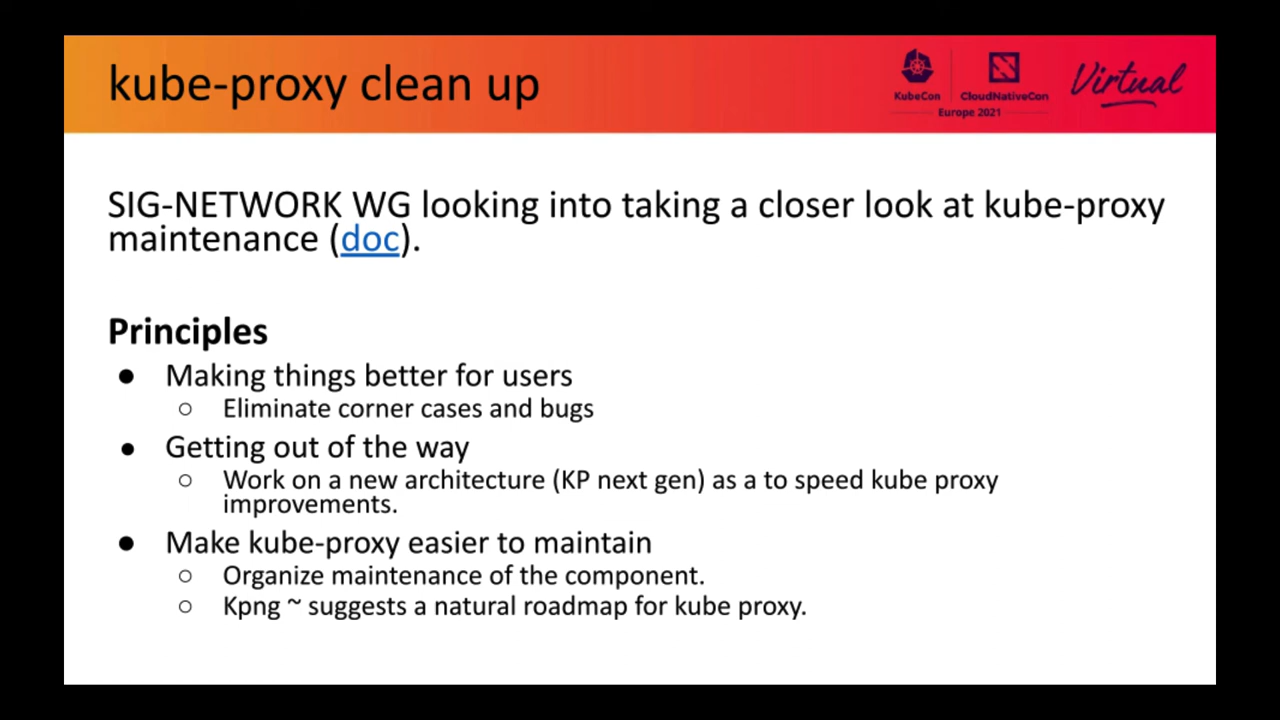 kube-proxy clean up
KubeCon
CloudNativeCon
Europe 2021
Virtual
SIG-NETWORK WG looking into taking a closer look at kube-proxy
maintenance (doc).
Principles
● Making things better for users
○ Eliminate corner cases and bugs
● Getting out of the way
○ Work on a new architecture (KP next gen) as a to speed kube proxy
improvements.
● Make kube-proxy easier to maintain
○ Organize maintenance of the component.
○ Kpng ~ suggests a natural roadmap for kube proxy.